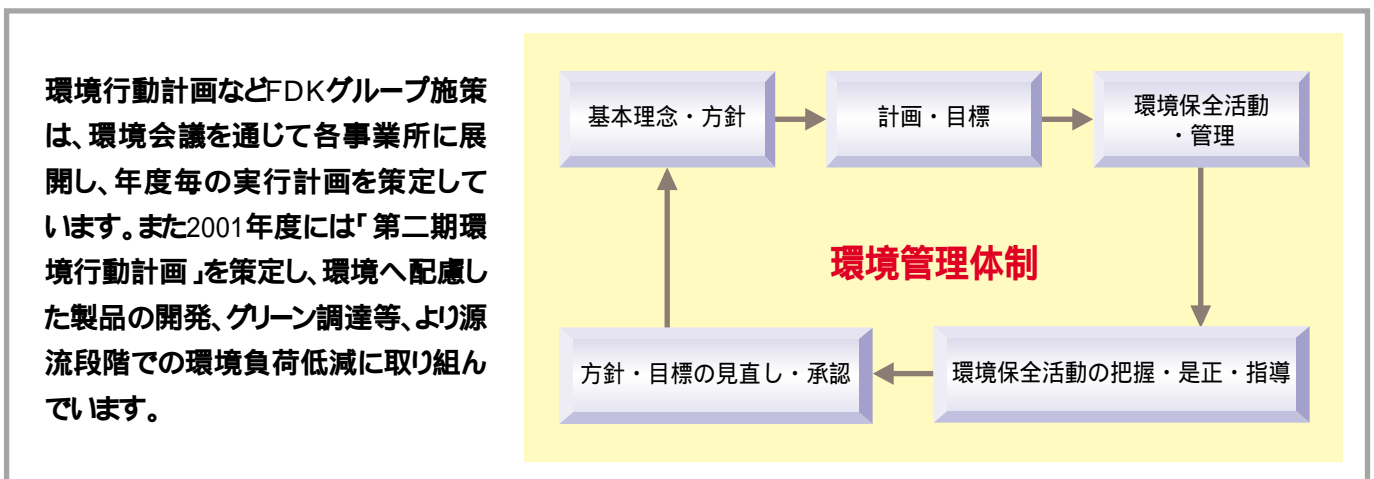 環境行動計画などFDKグループ施策
は、環境会議を通じて各事業所に展
開し、年度毎の実行計画を策定して
います。また2001年度には「第二期環
境行動計画」を策定し、環境へ配慮し
た製品の開発、グリーン調達等、より源
流段階での環境負荷低減に取り組ん
でいます。
基本理念・方針
計画・目標
環境保全活動
・管理
環境管理体制
方針・目標の見直し・承認
環境保全活動の把握・是正・指導